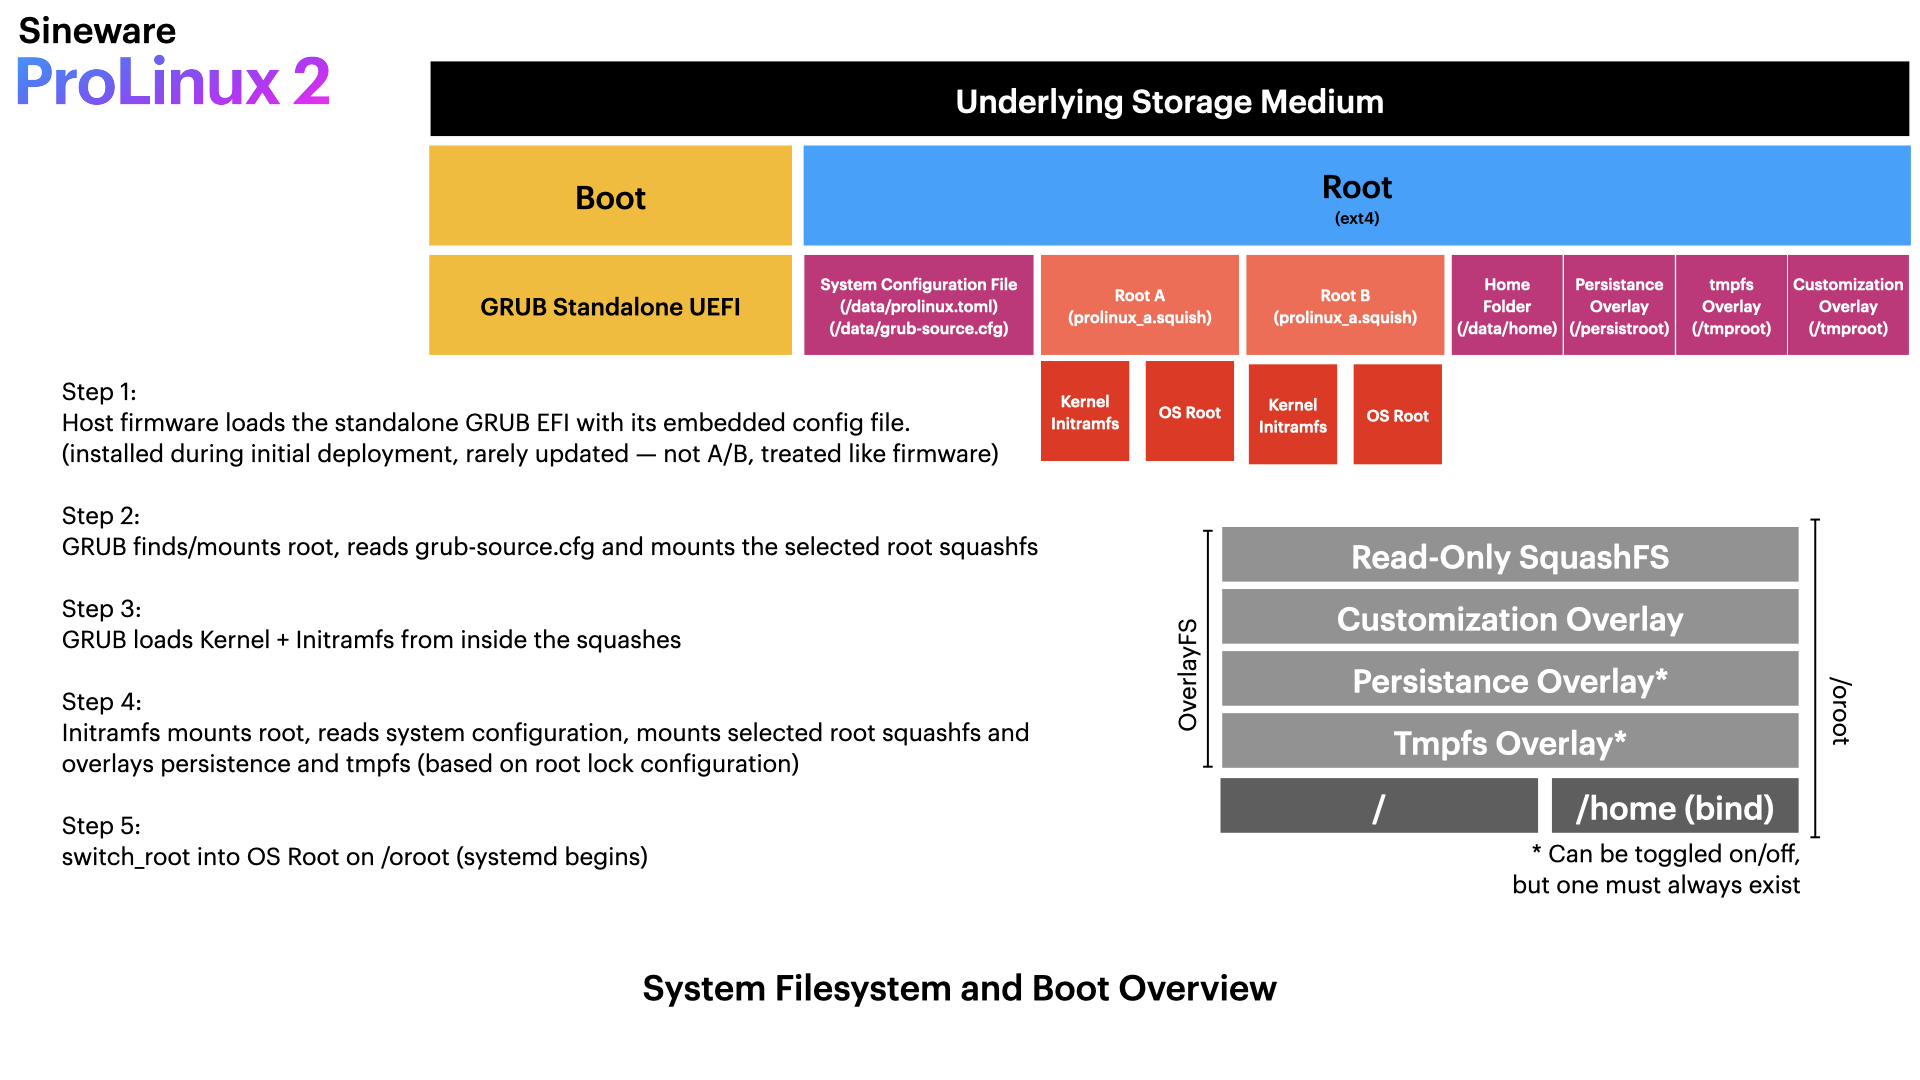 Sineware
ProLinux 2
Underlying Storage Medium
Boot
Root
(ext4)
GRUB Standalone UEFI
System Configuration File
(/data/prolinux.toml)
(/data/grub-source.cfg)
Root A
(prolinux_a.squish)
Root B
(prolinux_a.squish)
Home
Folder
(/data/home)
Persistance
Overlay
(/persistroot)
tmpfs
Overlay
(/tmproot)
Customization
Overlay
(/tmproot)
Kernel
Initramfs
OS Root
Kernel
Initramfs
OS Root
Step 1:
Host firmware loads the standalone GRUB EFI with its embedded config file.
(installed during initial deployment, rarely updated — not A/B, treated like firmware)
Step 2:
GRUB finds/mounts root, reads grub-source.cfg and mounts the selected root squashfs
Step 3:
GRUB loads Kernel + Initramfs from inside the squashes
Step 4:
Initramfs mounts root, reads system configuration, mounts selected root squashfs and
overlays persistence and tmpfs (based on root lock configuration)
Step 5:
switch_root into OS Root on /oroot (systemd begins)
OverlayFS
Read-Only SquashFS
Customization Overlay
Persistance Overlay*
Tmpfs Overlay*
/
/home (bind)
/oroot
* Can be toggled on/off,
but one must always exist
System Filesystem and Boot Overview